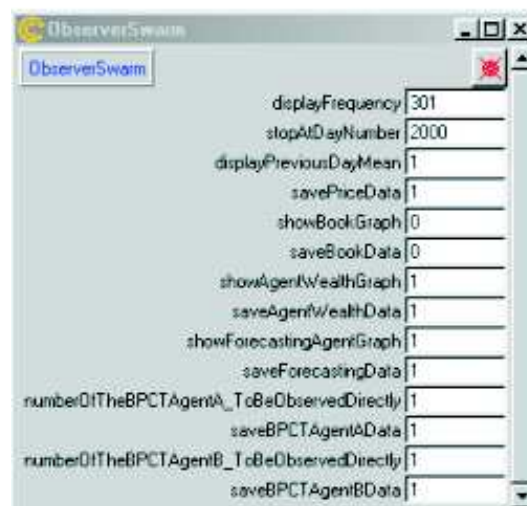 ObserverSwarm
ObserverSwarm
displayFrequency 301
stopAtDayNumber 2000
displayPreviousDayMean 1
savePriceData 1
showBookGraph 0
saveBookData 0
showAgentWealthGraph 1
saveAgentWealthData 1
showForecastingAgentGraph 1
saveForecastingData 1
numberOfTheBPCTAgentA_ToBeObservedDirectly 1
saveBPCTAgentAData 1
numberOfTheBPCTAgentB_ToBeObservedDirectly 1
saveBPCTAgentBData 1